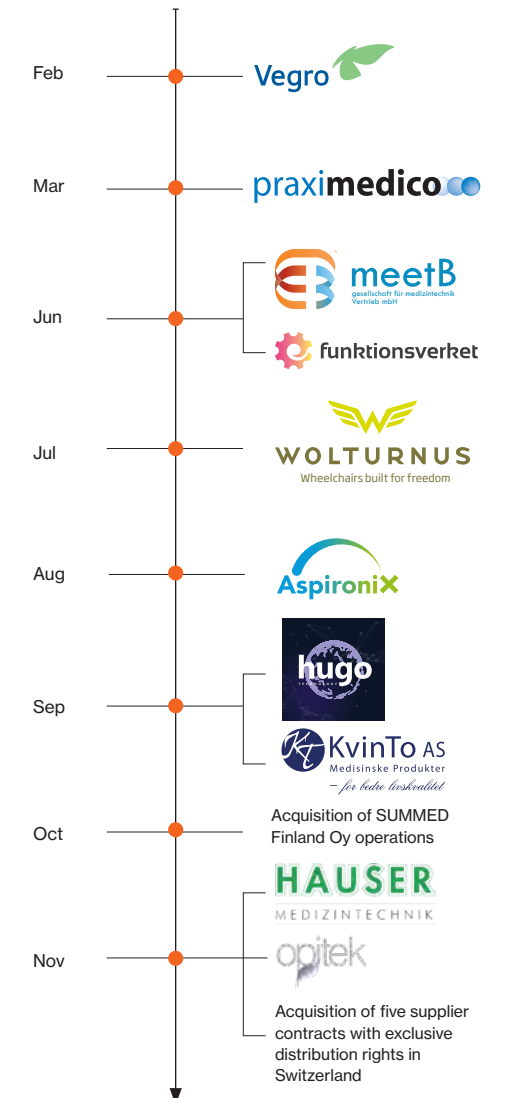 Feb
Vegro
Mar
praximedico
Jun
meetB
gesellschaft für medizintechnik
Vertrieb mbH
funktionsverket
Jul
WOLTURNUS
Wheelchairs built for freedom
Aug
AspironiX
Sep
hugo
TECHNOLOGY
KT
KvinTo AS
Medisinske Produkter
– for bedre livskvalitet
Oct
Acquisition of SUMMED
Finland Oy operations
Nov
HAUSER
MEDIZINTECHNIK
opitek
Acquisition of five supplier
contracts with exclusive
distribution rights in
Switzerland